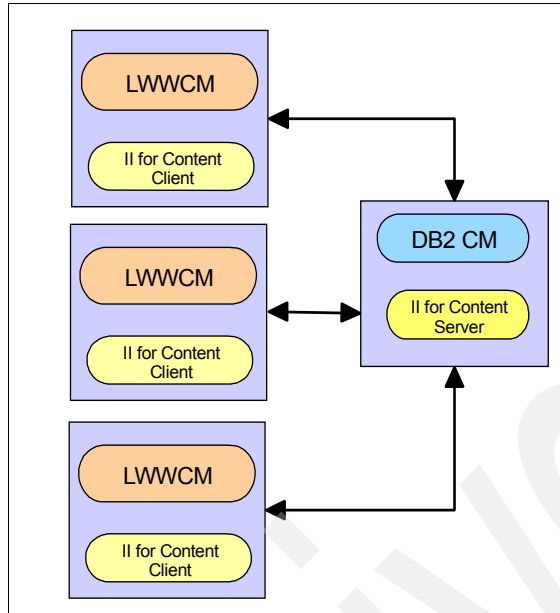 LWWCM
II for Content
Client
LWWCM
II for Content
Client
LWWCM
II for Content
Client
DB2 CM
II for Content
Server